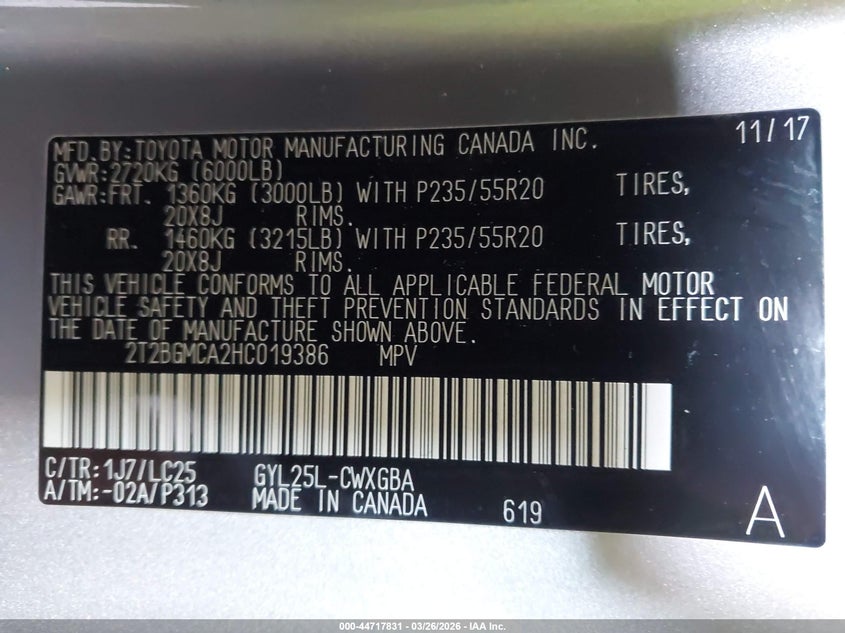 MFD.BY:TOYOTA MOTOR MANUFACTURING CANADA INC. 11/17
GVWR:2720KG (6000LB)
GAWR:FRT. 1360KG (3000LB) WITH P235/55R20 TIRES,
20X8J RIMS.
RR. 1460KG (3215LB) WITH P235/55R20 TIRES,
20X8J RIMS.
THIS VEHICLE CONFORMS TO ALL APPLICABLE FEDERAL MOTOR
VEHICLE SAFETY AND THEFT PREVENTION STANDARDS IN EFFECT ON
THE DATE OF MANUFACTURE SHOWN ABOVE.
2T2BGMCA2HC019386 MPV
C/TR:1J7/LC25 GYL25L-CWXGBA
A/TM:-02A/P313 MADE IN CANADA 619 A
000-44717831 - 03/26/2026 - IAA Inc.